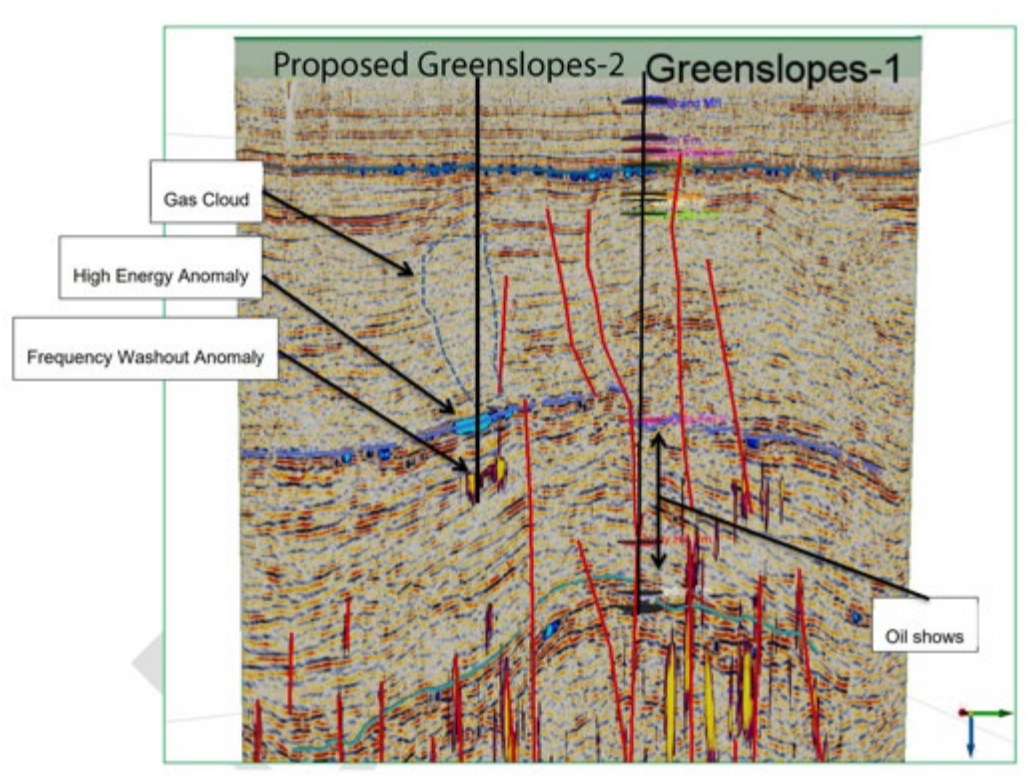 Proposed Greenslopes-2
Greenslopes-1
Gas Cloud
High Energy Anomaly
Frequency Washout Anomaly
Oil shows